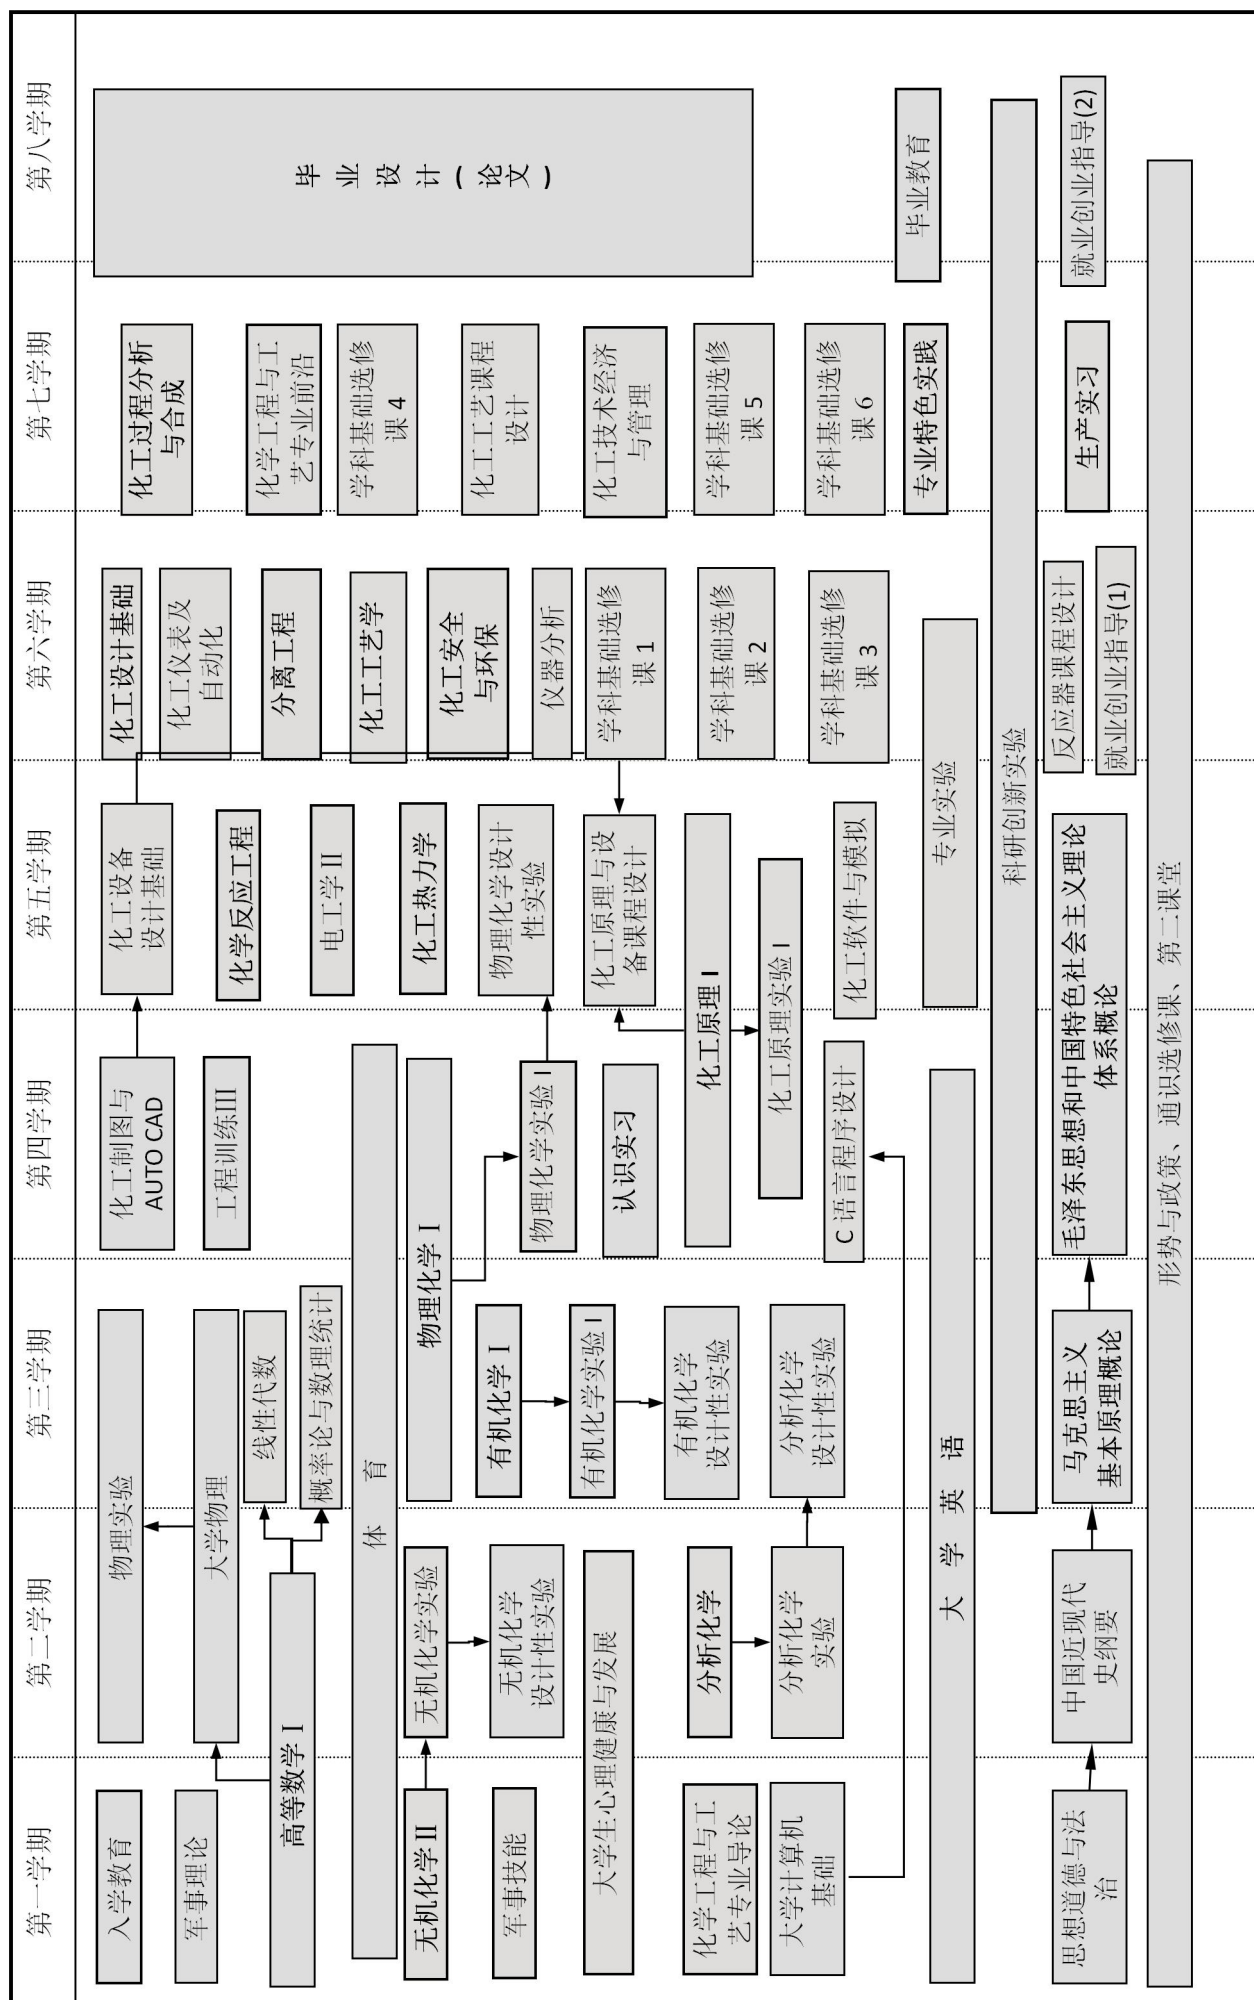 第一学期
第二学期
第三学期
第四学期
第五学期
第六学期
第七学期
第八学期
入学教育
军事理论
高等数学 I
体 育
无机化学 II
军事技能
大学生心理健康与发展
化学工程与工
艺专业导论
大学计算机
基础
大 学 英 语
思想道德与法
治
形势与政策、通识选修课、第二课堂
物理实验
大学物理
无机化学实验
无机化学
设计性实验
分析化学
分析化学
实验
中国近现代
史纲要
线性代数
概率论与数理统计
物理化学 I
有机化学 I
有机化学实验 I
有机化学
设计性实验
分析化学
设计性实验
科研创新实验
马克思主义
基本原理概论
化工制图与
AUTO CAD
工程训练III
物理化学实验 I
认识实习
化工原理 I
化工原理实验 I
C 语言程序设计
毛泽东思想和中国特色社会主义理论
体系概论
化工设备
设计基础
化学反应工程
电工学 II
化工热力学
物理化学设计
性实验
化工原理与设
备课程设计
化工软件与模拟
专业实验
化工设计基础
化工仪表及
自动化
分离工程
化工工艺学
化工安全
与环保
仪器分析
学科基础选修
课 1
学科基础选修
课 2
学科基础选修
课 3
反应器课程设计
就业创业指导(1)
化工过程分析
与合成
化学工程与工
艺专业前沿
学科基础选修
课 4
化工工艺课程
设计
化工技术经济
与管理
学科基础选修
课 5
学科基础选修
课 6
专业特色实践
生产实习
毕 业 设 计 ( 论 文 )
毕业教育
就业创业指导(2)